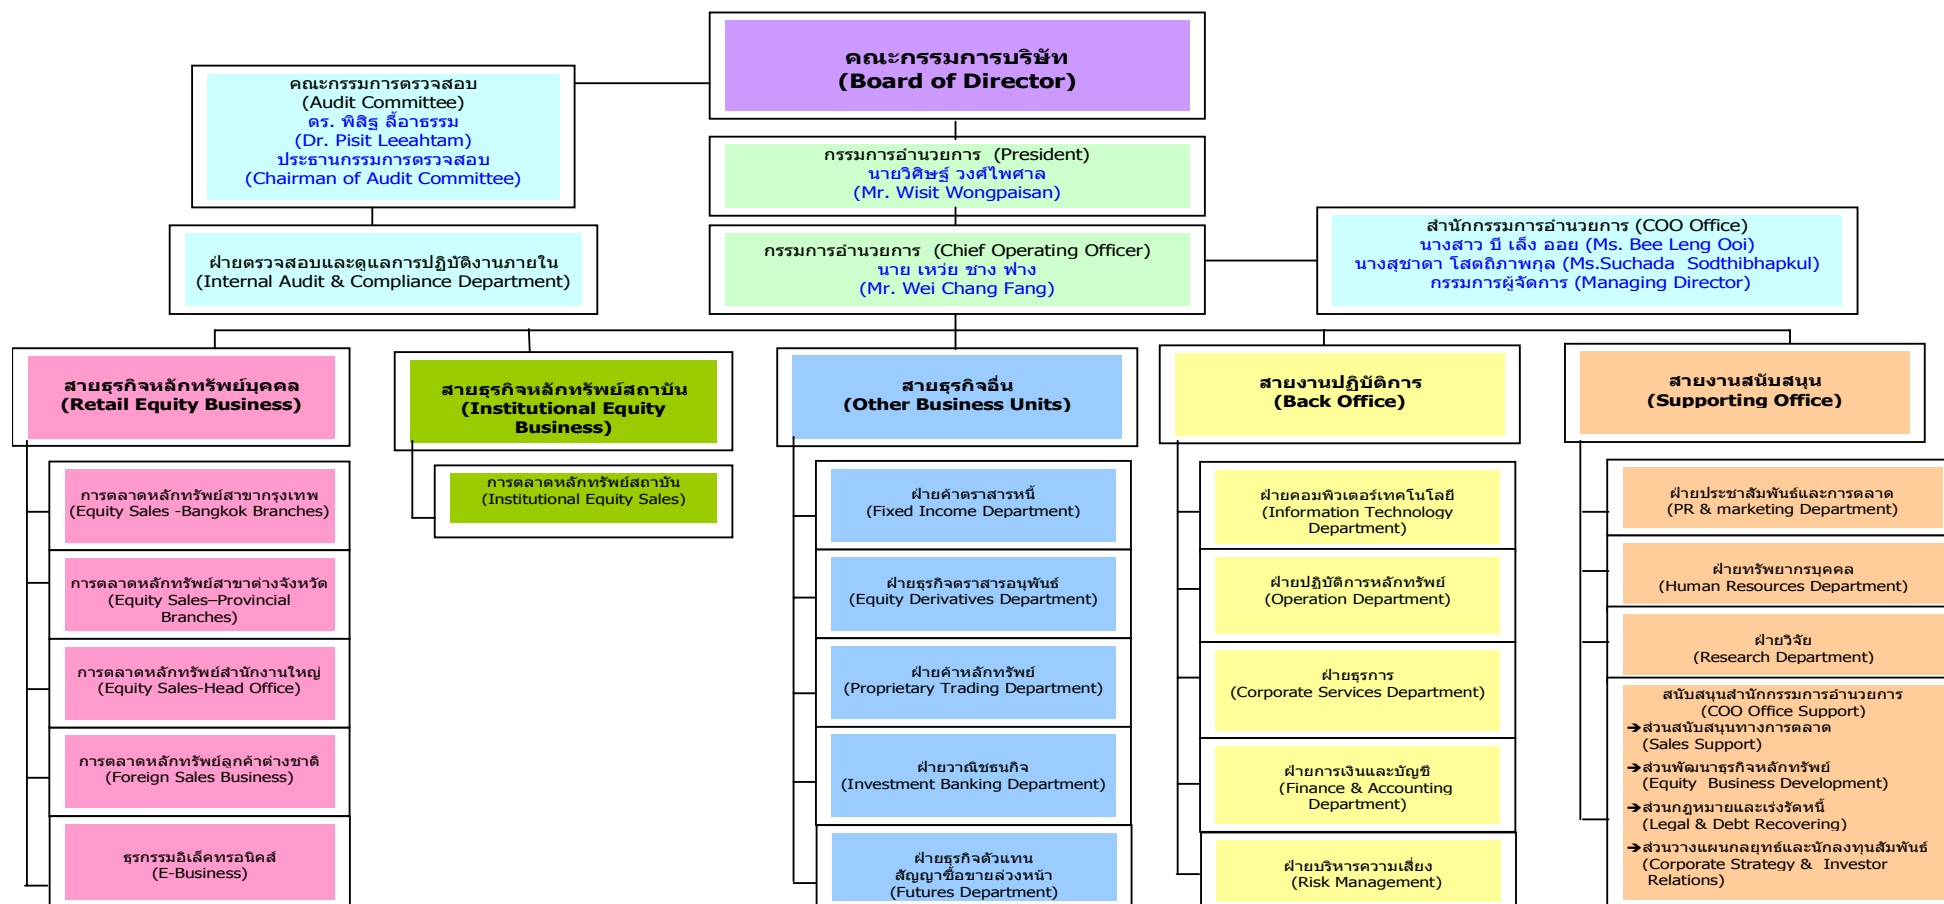 คณะกรรมการบริษัท
(Board of Director)
คณะกรรมการตรวจสอบ
(Audit Committee)
ดร. พิสิฐ ลี้อาธรรม
(Dr. Pisit Leeahtam)
ประธานกรรมการตรวจสอบ
(Chairman of Audit Committee)
กรรมการอำนวยการ (President)
นายวิศิษฐ์ วงศ์ไพศาล
(Mr. Wisit Wongpaisan)
ฝ่ายตรวจสอบและดูแลการปฏิบัติงานภายใน
(Internal Audit & Compliance Department)
กรรมการอำนวยการ (Chief Operating Officer)
นาย เหว่ย ชาง ฟาง
(Mr. Wei Chang Fang)
สำนักกรรมการอำนวยการ (COO Office)
นางสาว บี เล็ง ออย (Ms. Bee Leng Ooi)
นางสุชาดา โสตถิภาพกุล (Ms.Suchada Sodthibhapkul)
กรรมการผู้จัดการ (Managing Director)
สายธุรกิจหลักทรัพย์บุคคล
(Retail Equity Business)
สายธุรกิจหลักทรัพย์สถาบัน
(Institutional Equity
Business)
สายธุรกิจอื่น
(Other Business Units)
สายงานปฏิบัติการ
(Back Office)
สายงานสนับสนุน
(Supporting Office)
การตลาดหลักทรัพย์สาขากรุงเทพ
(Equity Sales -Bangkok Branches)
การตลาดหลักทรัพย์สาขาต่างจังหวัด
(Equity Sales–Provincial
Branches)
การตลาดหลักทรัพย์สำนักงานใหญ่
(Equity Sales-Head Office)
การตลาดหลักทรัพย์ลูกค้าต่างชาติ
(Foreign Sales Business)
ธุรกรรมอิเล็คทรอนิคส์
(E-Business)
การตลาดหลักทรัพย์สถาบัน
(Institutional Equity Sales)
ฝ่ายค้าตราสารหนี้
(Fixed Income Department)
ฝ่ายธุรกิจตราสารอนุพันธ์
(Equity Derivatives Department)
ฝ่ายค้าหลักทรัพย์
(Proprietary Trading Department)
ฝ่ายวาณิชธนกิจ
(Investment Banking Department)
ฝ่ายธุรกิจตัวแทน
สัญญาซื้อขายล่วงหน้า
(Futures Department)
ฝ่ายคอมพิวเตอร์เทคโนโลยี
(Information Technology
Department)
ฝ่ายปฏิบัติการหลักทรัพย์
(Operation Department)
ฝ่ายธุรการ
(Corporate Services Department)
ฝ่ายการเงินและบัญชี
(Finance & Accounting
Department)
ฝ่ายบริหารความเสี่ยง
(Risk Management)
ฝ่ายประชาสัมพันธ์และการตลาด
(PR & marketing Department)
ฝ่ายทรัพยากรบุคคล
(Human Resources Department)
ฝ่ายวิจัย
(Research Department)
สนับสนุนสำนักกรรมการอำนวยการ
(COO Office Support)
➔ส่วนสนับสนุนทางการตลาด
(Sales Support)
➔ส่วนพัฒนาธุรกิจหลักทรัพย์
(Equity Business Development)
➔ส่วนกฎหมายและเร่งรัดหนี้
(Legal & Debt Recovering)
➔ส่วนวางแผนกลยุทธ์และนักลงทุนสัมพันธ์
(Corporate Strategy & Investor
Relations)